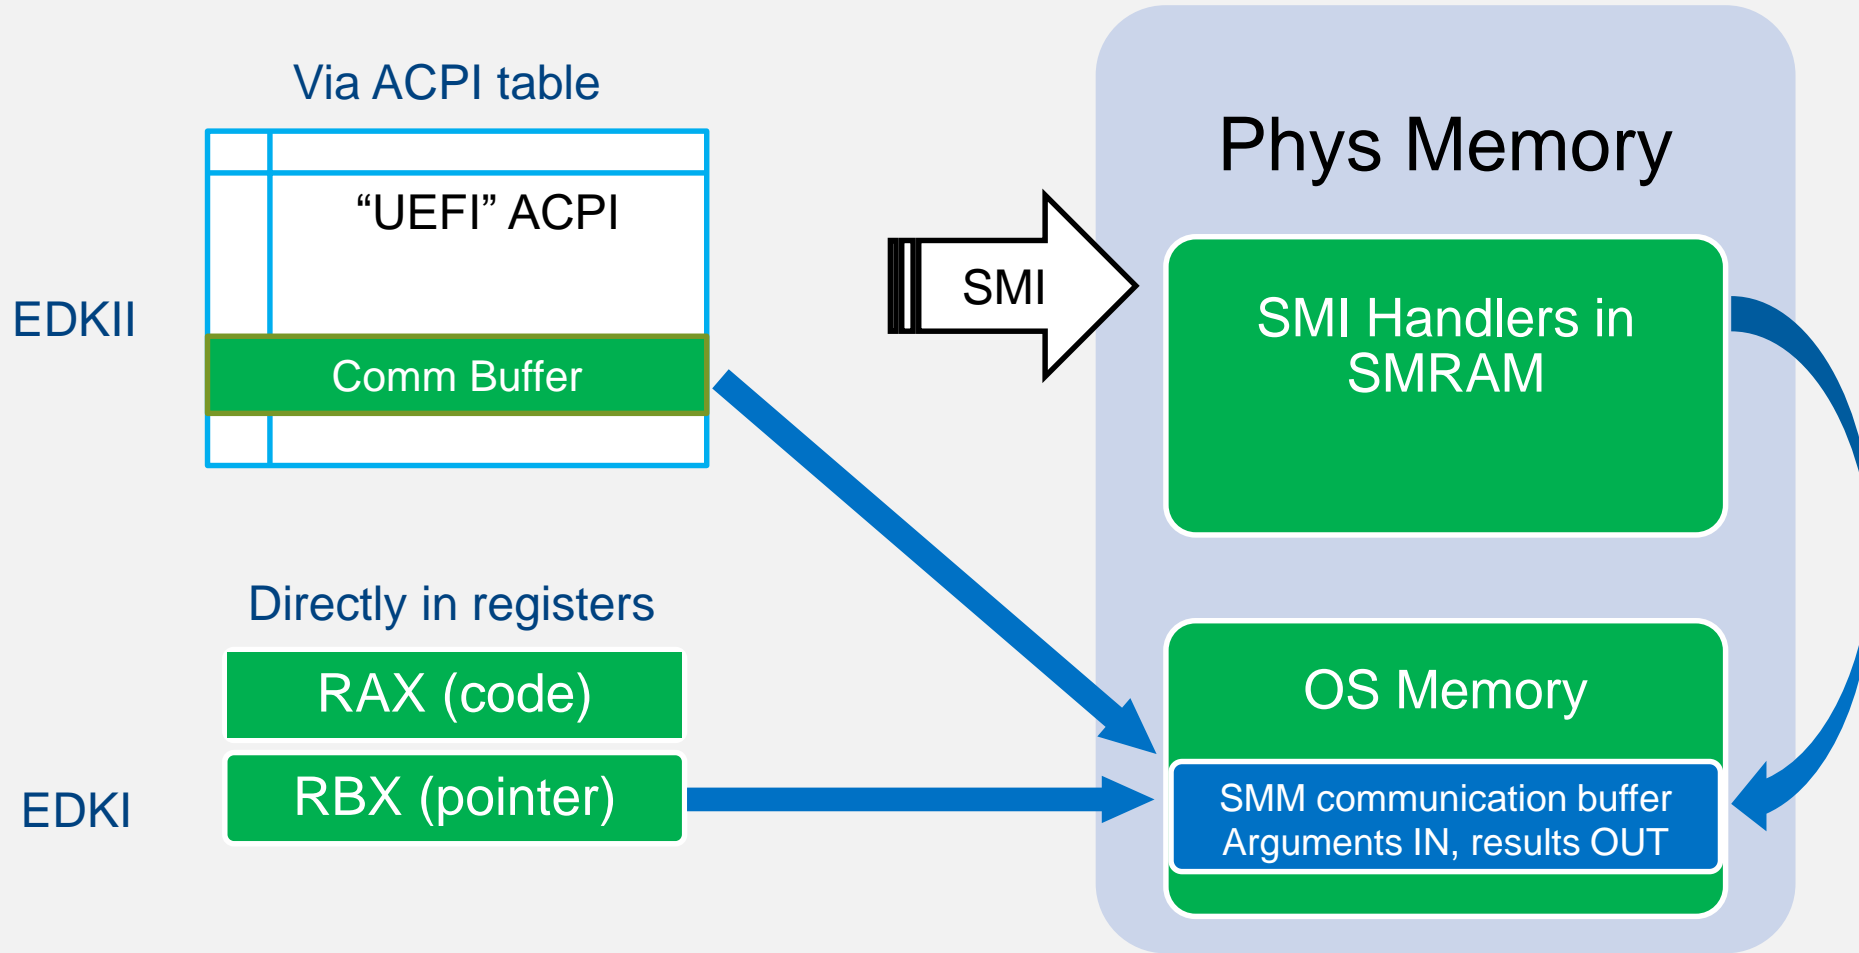 Via ACPI table
“UEFI” ACPI
EDKII
Comm Buffer
Directly in registers
RAX (code)
RBX (pointer)
EDKI
SMI
Phys Memory
SMI Handlers in
SMRAM
OS Memory
SMM communication buffer
Arguments IN, results OUT